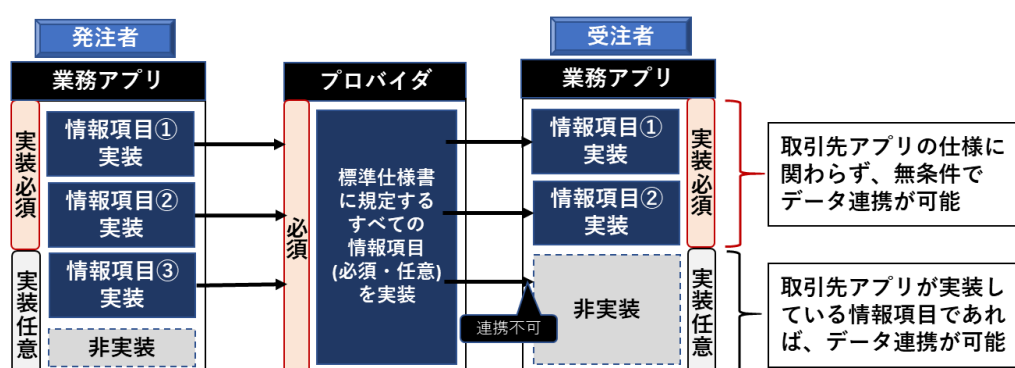 発注者
業務アプリ
実装必須
情報項目①
実装
情報項目②
実装
実装任意
情報項目③
実装
非実装
プロバイダ
必須
標準仕様書
に規定する
すべての
情報項目
(必須・任意)
を実装
受注者
業務アプリ
情報項目①
実装
情報項目②
実装
実装必須
連携不可
非実装
実装任意
取引先アプリの仕様に
関わらず、無条件で
データ連携が可能
取引先アプリが実装し
ている情報項目であれ
ば、データ連携が可能